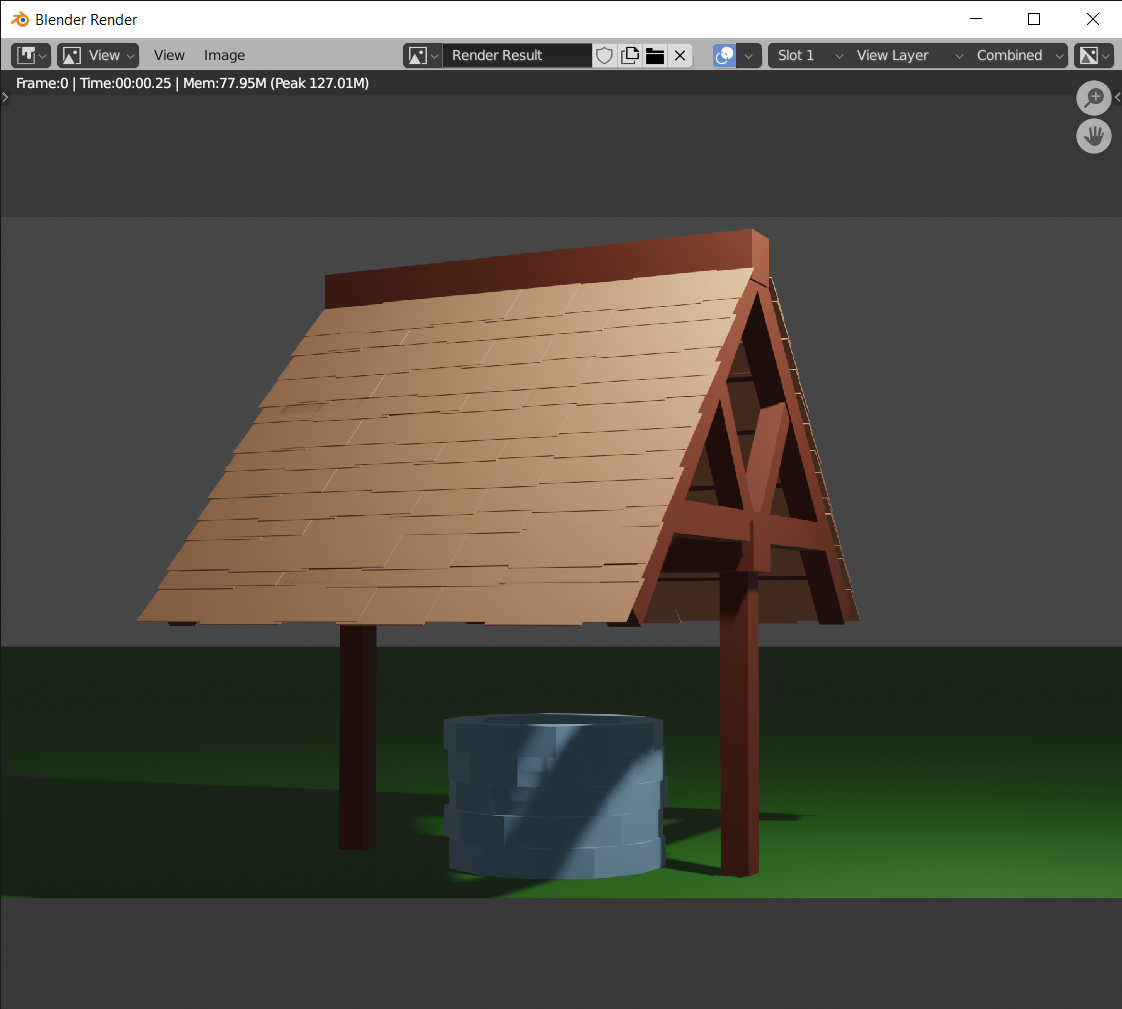 Blender Render
View View Image Render Result Slot 1 View Layer Combined
Frame:0 | Time:00:00.25 | Mem:77.95M (Peak 127.01M)